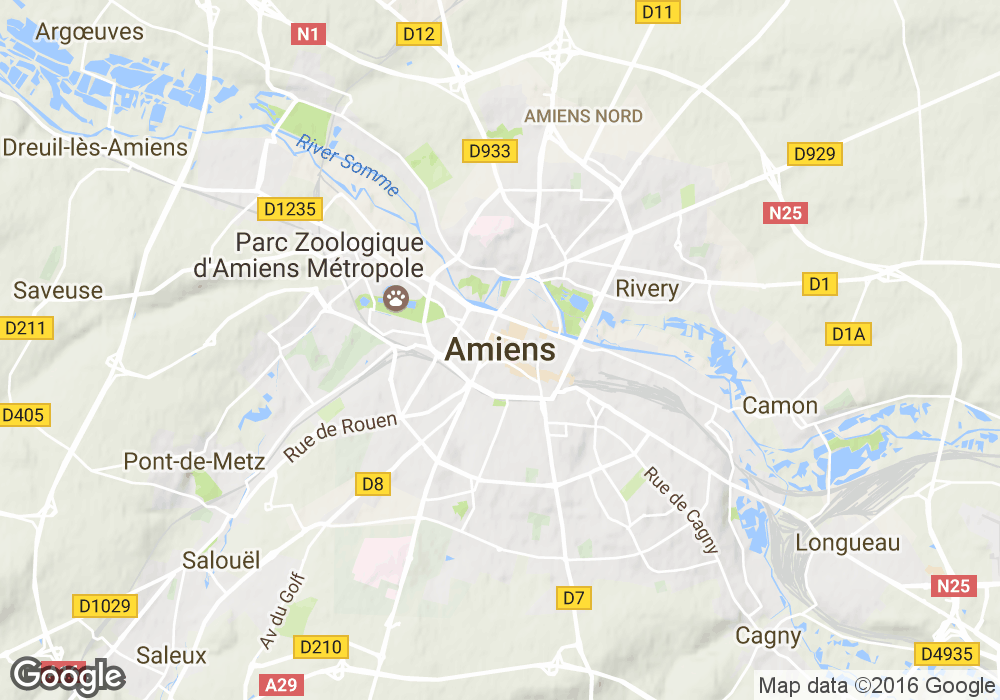 D11
Argœuves
N1
D12
AMIENS NORD
Dreuil-lès-Amiens
River Somme
D933
D929
D1235
N25
Parc Zoologique
d'Amiens Métropole
Saveuse
Rivery
D1
D211
D1A
Amiens
D405
Camon
Rue de Rouen
Pont-de-Metz
D8
Rue de Cagny
Longueau
Salouël
Av du Golf
N25
D1029
D7
Cagny
D210
Saleux
D4935
Google
A29
Map data ©2016 Google